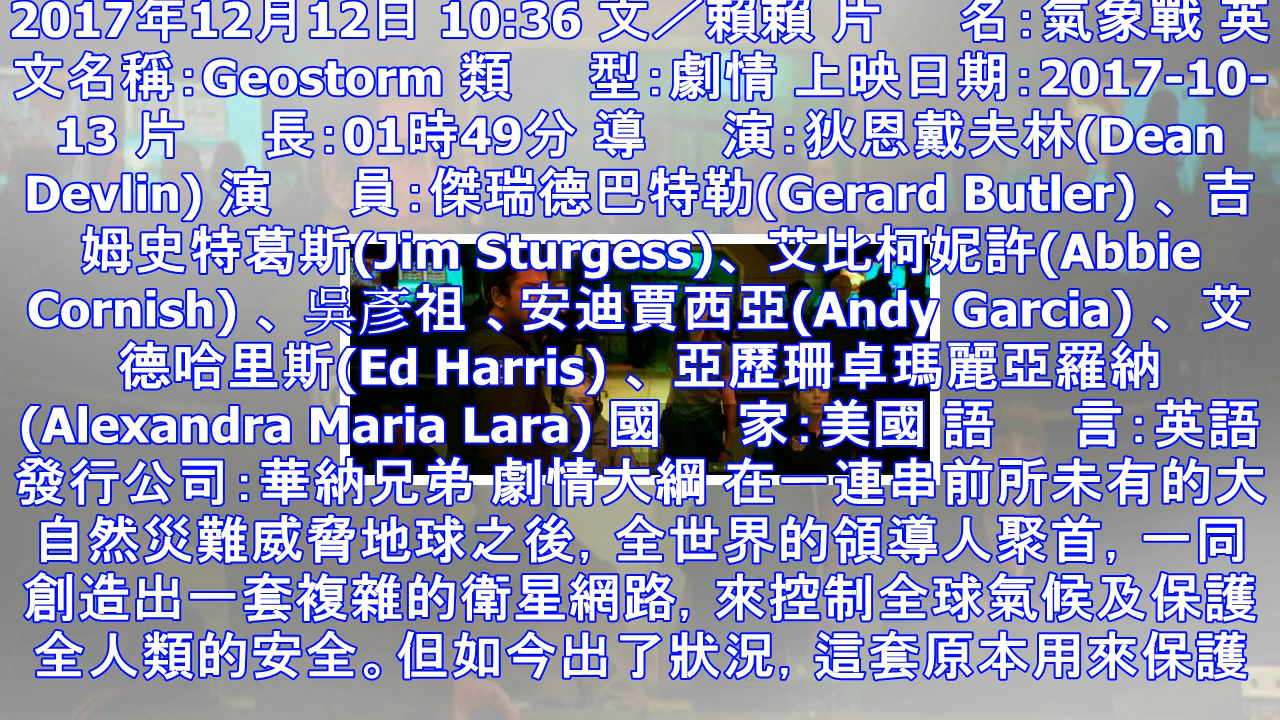 2017年12月12日 10:36 文／賴賴 片　名：氣象戰 英
文名稱：Geostorm 類　型：劇情 上映日期：2017-10-
13 片　長：01時49分 導　演：狄恩戴夫林(Dean
Devlin) 演　員：傑瑞德巴特勒(Gerard Butler) 、吉
姆史特葛斯(Jim Sturgess)、艾比柯妮許(Abbie
Cornish) 、吳彥祖 、安迪賈西亞(Andy Garcia) 、艾
德哈里斯(Ed Harris) 、亞歷珊卓瑪麗亞羅納
(Alexandra Maria Lara) 國　家：美國 語　言：英語
發行公司：華納兄弟 劇情大綱 在一連串前所未有的大
自然災難威脅地球之後，全世界的領導人聚首，一同
創造出一套複雜的衛星網路，來控制全球氣候及保護
全人類的安全。但如今出了狀況，這套原本用來保護